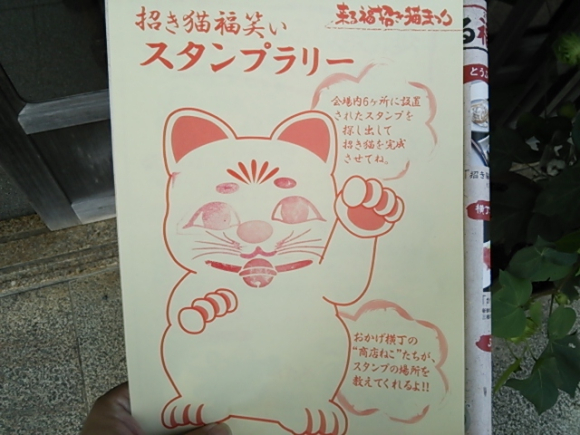 招き猫福笑い
来る福招き猫まつり
スタンプラリー
会場内6ヶ所に設置
されたスタンプを
探し出して
招き猫を完成
させてね。
おかげ横丁の
"商店ねこ"たちが、
スタンプの場所を
教えてくれるよ!!